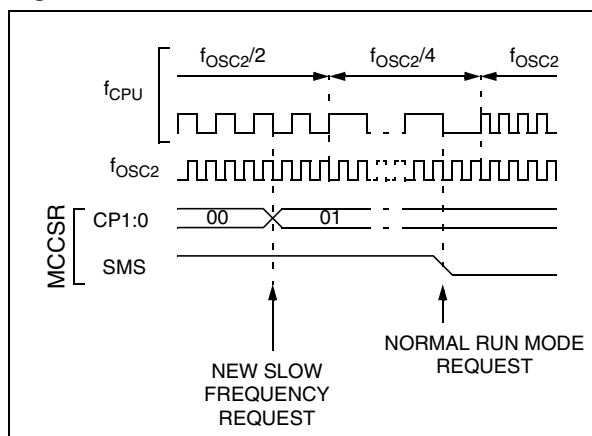 fOSC2/2 fOSC2/4 fOSC2
fCPU
fOSC2
MCCSR
CP1:0 00 01
SMS
NEW SLOW
FREQUENCY
REQUEST
NORMAL RUN MODE
REQUEST